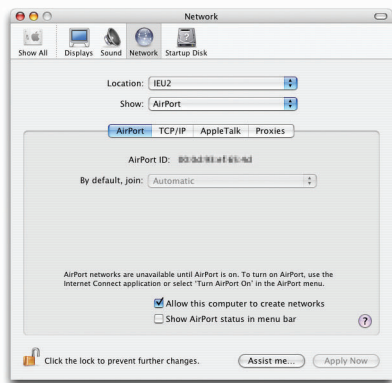 Network
Show All Displays Sound Network Startup Disk
Location: IEU2
Show: AirPort
AirPort TCP/IP AppleTalk Proxies
AirPort ID:
By default, join: Automatic
AirPort networks are unavailable until AirPort is on. To turn on AirPort, use the
Internet Connect application or select 'Turn AirPort On' in the AirPort menu.
Allow this computer to create networks
Show AirPort status in menu bar
?
Click the lock to prevent further changes. Assist me... Apply Now